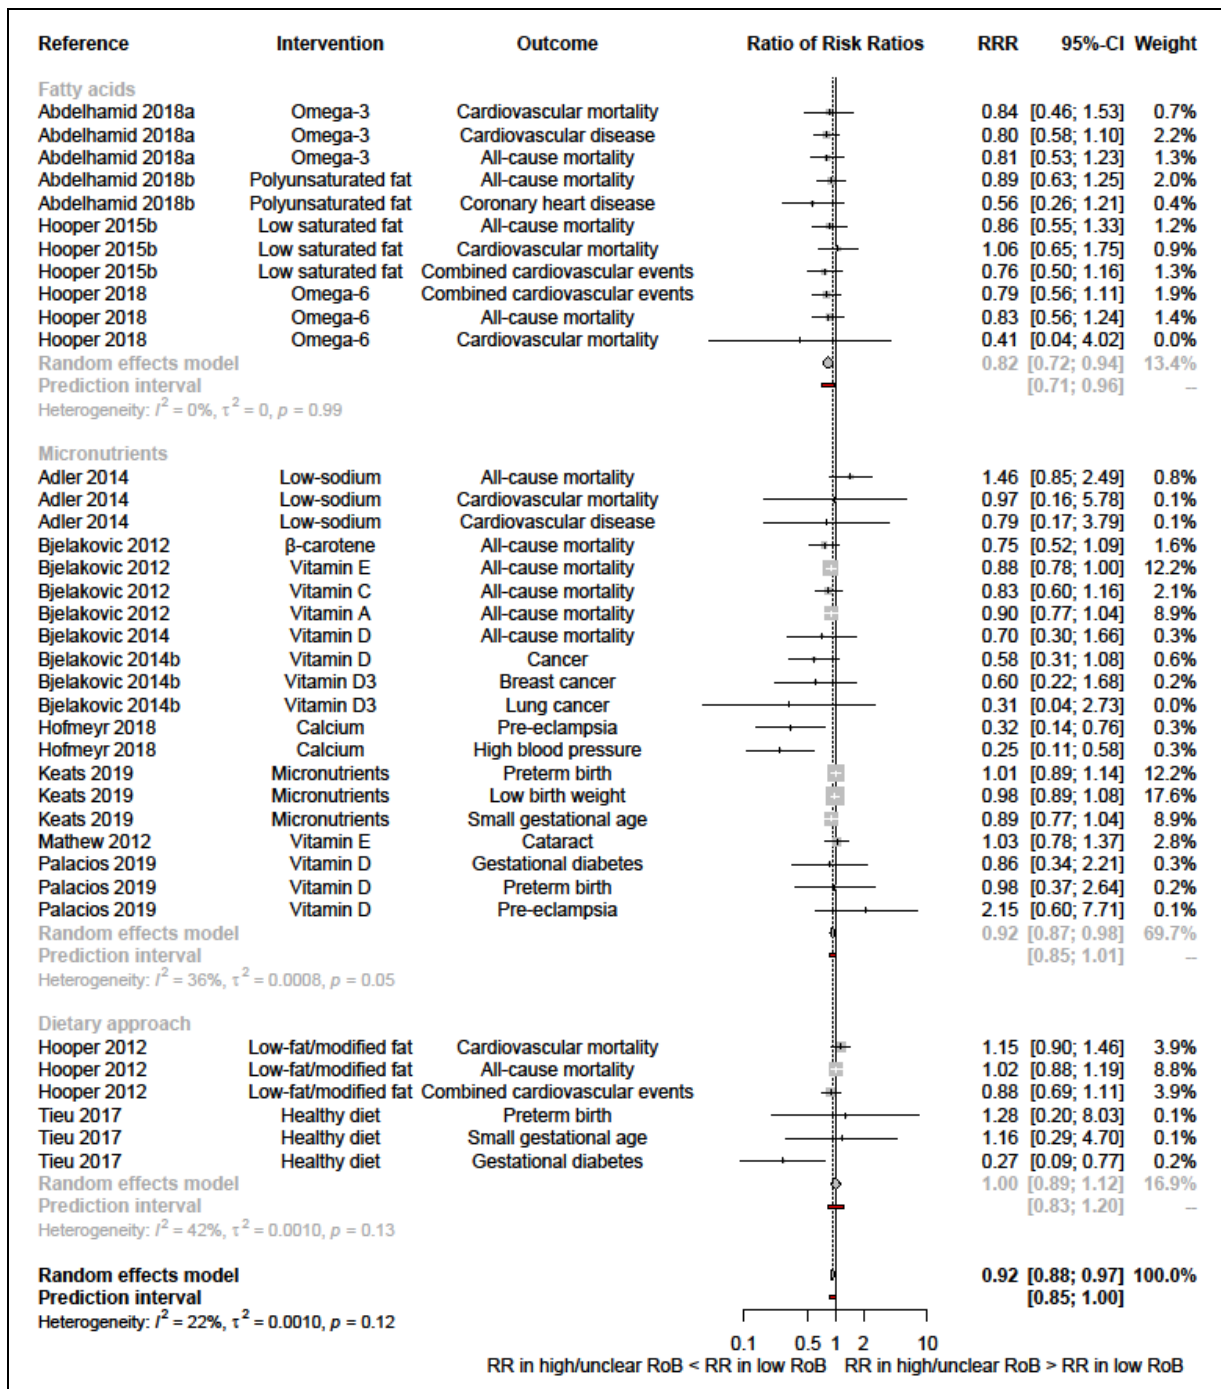 Reference Intervention Outcome Ratio of Risk Ratios RRR 95%-CI Weight
Fatty acids
Abdelhamid 2018a Omega-3 Cardiovascular mortality 0.84 [0.46; 1.53] 0.7%
Abdelhamid 2018a Omega-3 Cardiovascular disease 0.80 [0.58; 1.10] 2.2%
Abdelhamid 2018a Omega-3 All-cause mortality 0.81 [0.53; 1.23] 1.3%
Abdelhamid 2018b Polyunsaturated fat All-cause mortality 0.89 [0.63; 1.25] 2.0%
Abdelhamid 2018b Polyunsaturated fat Coronary heart disease 0.56 [0.26; 1.21] 0.4%
Hooper 2015b Low saturated fat All-cause mortality 0.86 [0.55; 1.33] 1.2%
Hooper 2015b Low saturated fat Cardiovascular mortality 1.06 [0.65; 1.75] 0.9%
Hooper 2015b Low saturated fat Combined cardiovascular events 0.76 [0.50; 1.16] 1.3%
Hooper 2018 Omega-6 Combined cardiovascular events 0.79 [0.56; 1.11] 1.9%
Hooper 2018 Omega-6 All-cause mortality 0.83 [0.56; 1.24] 1.4%
Hooper 2018 Omega-6 Cardiovascular mortality 0.41 [0.04; 4.02] 0.0%
Random effects model 0.82 [0.72; 0.94] 13.4%
Prediction interval [0.71; 0.96] --
Heterogeneity: I² = 0%, τ² = 0, p = 0.99
Micronutrients
Adler 2014 Low-sodium All-cause mortality 1.46 [0.85; 2.49] 0.8%
Adler 2014 Low-sodium Cardiovascular mortality 0.97 [0.16; 5.78] 0.1%
Adler 2014 Low-sodium Cardiovascular disease 0.79 [0.17; 3.79] 0.1%
Bjelakovic 2012 β-carotene All-cause mortality 0.75 [0.52; 1.09] 1.6%
Bjelakovic 2012 Vitamin E All-cause mortality 0.88 [0.78; 1.00] 12.2%
Bjelakovic 2012 Vitamin C All-cause mortality 0.83 [0.60; 1.16] 2.1%
Bjelakovic 2012 Vitamin A All-cause mortality 0.90 [0.77; 1.04] 8.9%
Bjelakovic 2014 Vitamin D All-cause mortality 0.70 [0.30; 1.66] 0.3%
Bjelakovic 2014b Vitamin D Cancer 0.58 [0.31; 1.08] 0.6%
Bjelakovic 2014b Vitamin D3 Breast cancer 0.60 [0.22; 1.68] 0.2%
Bjelakovic 2014b Vitamin D3 Lung cancer 0.31 [0.04; 2.73] 0.0%
Hofmeyr 2018 Calcium Pre-eclampsia 0.32 [0.14; 0.76] 0.3%
Hofmeyr 2018 Calcium High blood pressure 0.25 [0.11; 0.58] 0.3%
Keats 2019 Micronutrients Preterm birth 1.01 [0.89; 1.14] 12.2%
Keats 2019 Micronutrients Low birth weight 0.98 [0.89; 1.08] 17.6%
Keats 2019 Micronutrients Small gestational age 0.89 [0.77; 1.04] 8.9%
Mathew 2012 Vitamin E Cataract 1.03 [0.78; 1.37] 2.8%
Palacios 2019 Vitamin D Gestational diabetes 0.86 [0.34; 2.21] 0.3%
Palacios 2019 Vitamin D Preterm birth 0.98 [0.37; 2.64] 0.2%
Palacios 2019 Vitamin D Pre-eclampsia 2.15 [0.60; 7.71] 0.1%
Random effects model 0.92 [0.87; 0.98] 69.7%
Prediction interval [0.85; 1.01] --
Heterogeneity: I² = 36%, τ² = 0.0008, p = 0.05
Dietary approach
Hooper 2012 Low-fat/modified fat Cardiovascular mortality 1.15 [0.90; 1.46] 3.9%
Hooper 2012 Low-fat/modified fat All-cause mortality 1.02 [0.88; 1.19] 8.8%
Hooper 2012 Low-fat/modified fat Combined cardiovascular events 0.88 [0.69; 1.11] 3.9%
Tieu 2017 Healthy diet Preterm birth 1.28 [0.20; 8.03] 0.1%
Tieu 2017 Healthy diet Small gestational age 1.16 [0.29; 4.70] 0.1%
Tieu 2017 Healthy diet Gestational diabetes 0.27 [0.09; 0.77] 0.2%
Random effects model 1.00 [0.89; 1.12] 16.9%
Prediction interval [0.83; 1.20] --
Heterogeneity: I² = 42%, τ² = 0.0010, p = 0.13
Random effects model 0.92 [0.88; 0.97] 100.0%
Prediction interval [0.85; 1.00]
Heterogeneity: I² = 22%, τ² = 0.0010, p = 0.12
0.1 0.5 1 2 10
RR in high/unclear RoB < RR in low RoB RR in high/unclear RoB > RR in low RoB